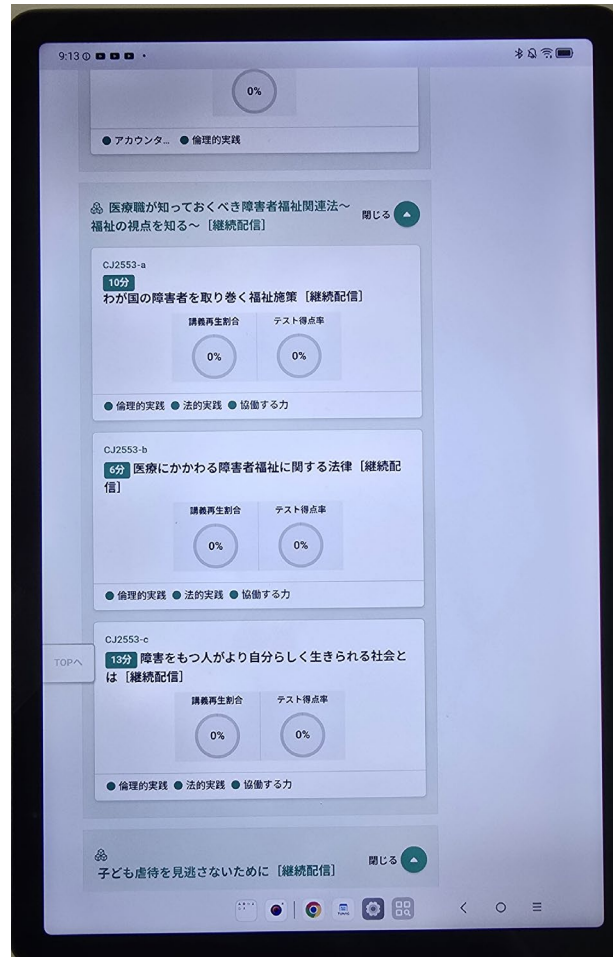 9:13
0%
アカウンタ... 倫理的実践
医療職が知っておくべき障害者福祉関連法～
福祉の視点を知る～［継続配信］
閉じる
CJ2553-a
10分
わが国の障害者を取り巻く福祉施策［継続配信］
講義再生割合 テスト得点率
0% 0%
倫理的実践 法的実践 協働する力
CJ2553-b
6分 医療にかかわる障害者福祉に関する法律［継続配
信］
講義再生割合 テスト得点率
0% 0%
倫理的実践 法的実践 協働する力
CJ2553-c
13分 障害をもつ人がより自分らしく生きられる社会と
は［継続配信］
講義再生割合 テスト得点率
0% 0%
倫理的実践 法的実践 協働する力
TOPへ
子ども虐待を見逃さないために［継続配信］
閉じる